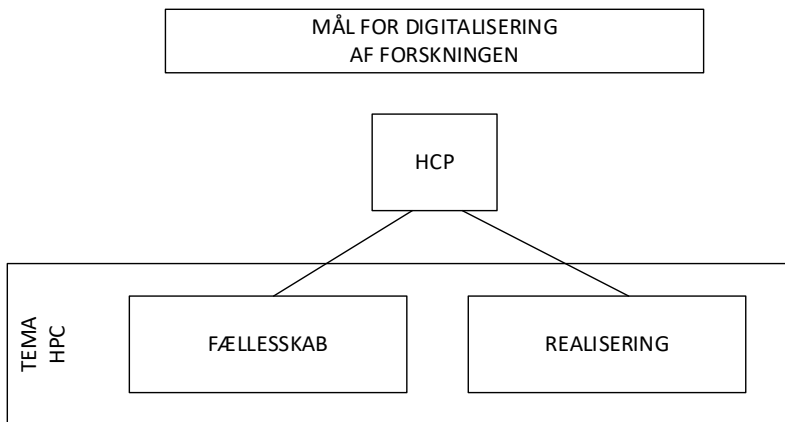 MÅL FOR DIGITALISERING
AF FORSKNINGEN
HCP
TEMA
HPC
FÆLLESSKAB
REALISERING